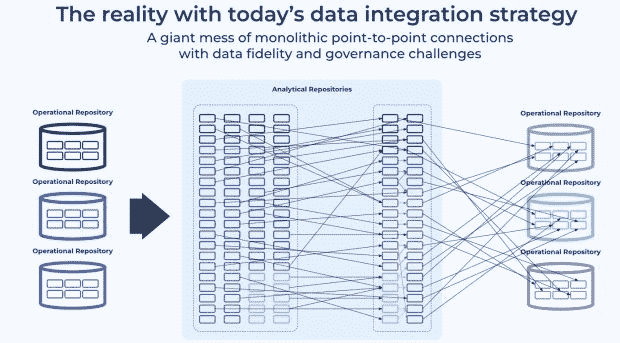 The reality with today's data integration strategy
A giant mess of monolithic point-to-point connections
with data fidelity and governance challenges
Analytical Repositories
Operational Repository
Operational Repository
Operational Repository
Operational Repository
Operational Repository
Operational Repository